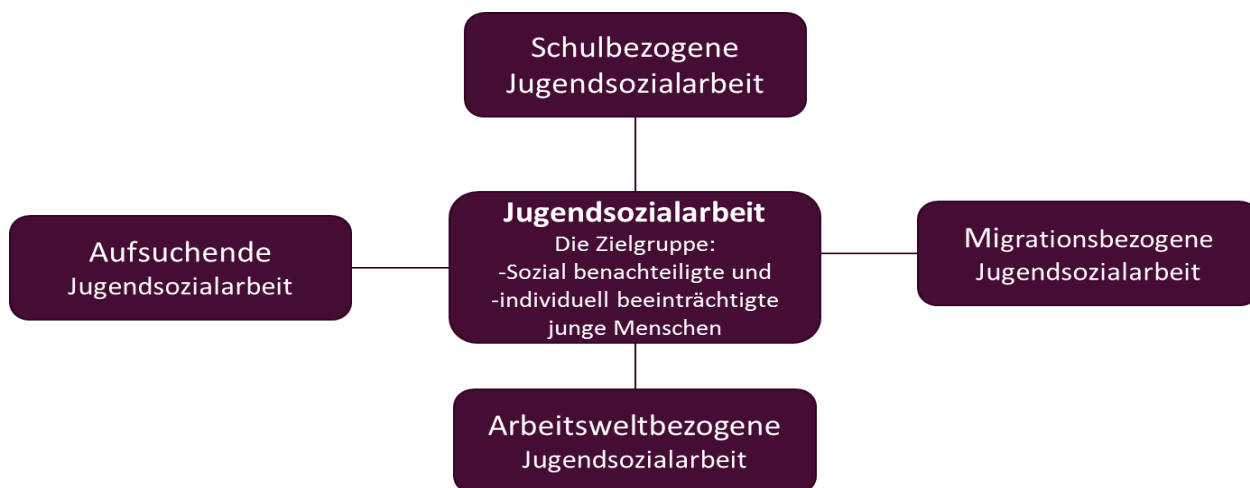 Schulbezogene
Jugendsozialarbeit
Jugendsozialarbeit
Die Zielgruppe:
-Sozial benachteiligte und
-individuell beeinträchtigte
junge Menschen
Aufsuchende
Jugendsozialarbeit
Migrationsbezogene
Jugendsozialarbeit
Arbeitsweltbezogene
Jugendsozialarbeit